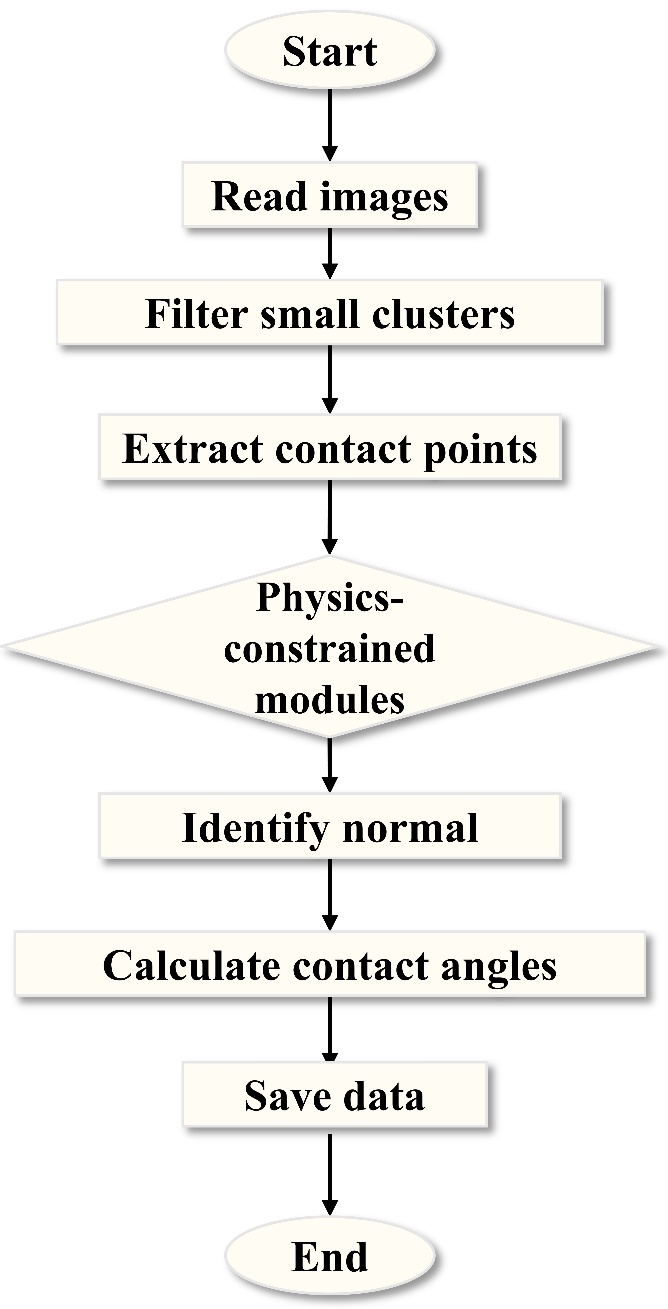 Start
Read images
Filter small clusters
Extract contact points
Physics-
constrained
modules
Identify normal
Calculate contact angles
Save data
End